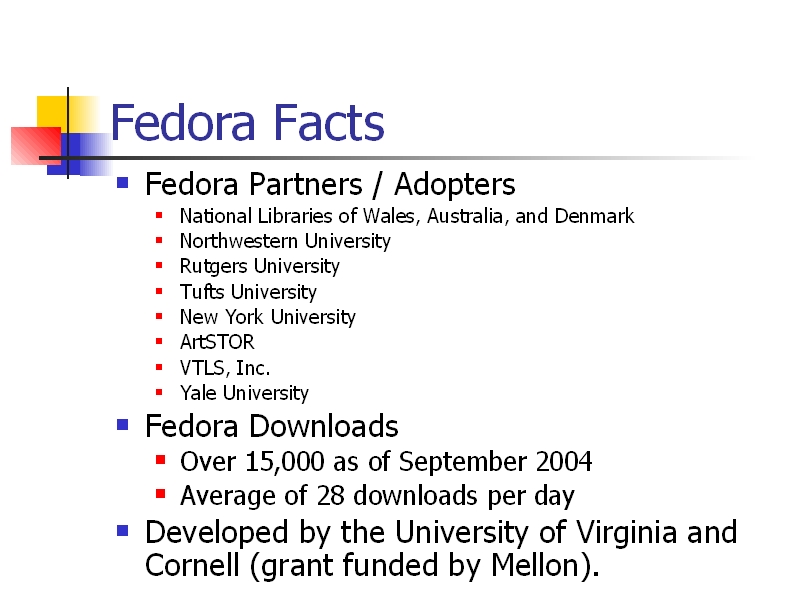 Fedora Facts
Fedora Partners / Adopters
National Libraries of Wales, Australia, and Denmark
Northwestern University
Rutgers University
Tufts University
New York University
ArtSTOR
VTLS, Inc.
Yale University
Fedora Downloads
Over 15,000 as of September 2004
Average of 28 downloads per day
Developed by the University of Virginia and
Cornell (grant funded by Mellon).